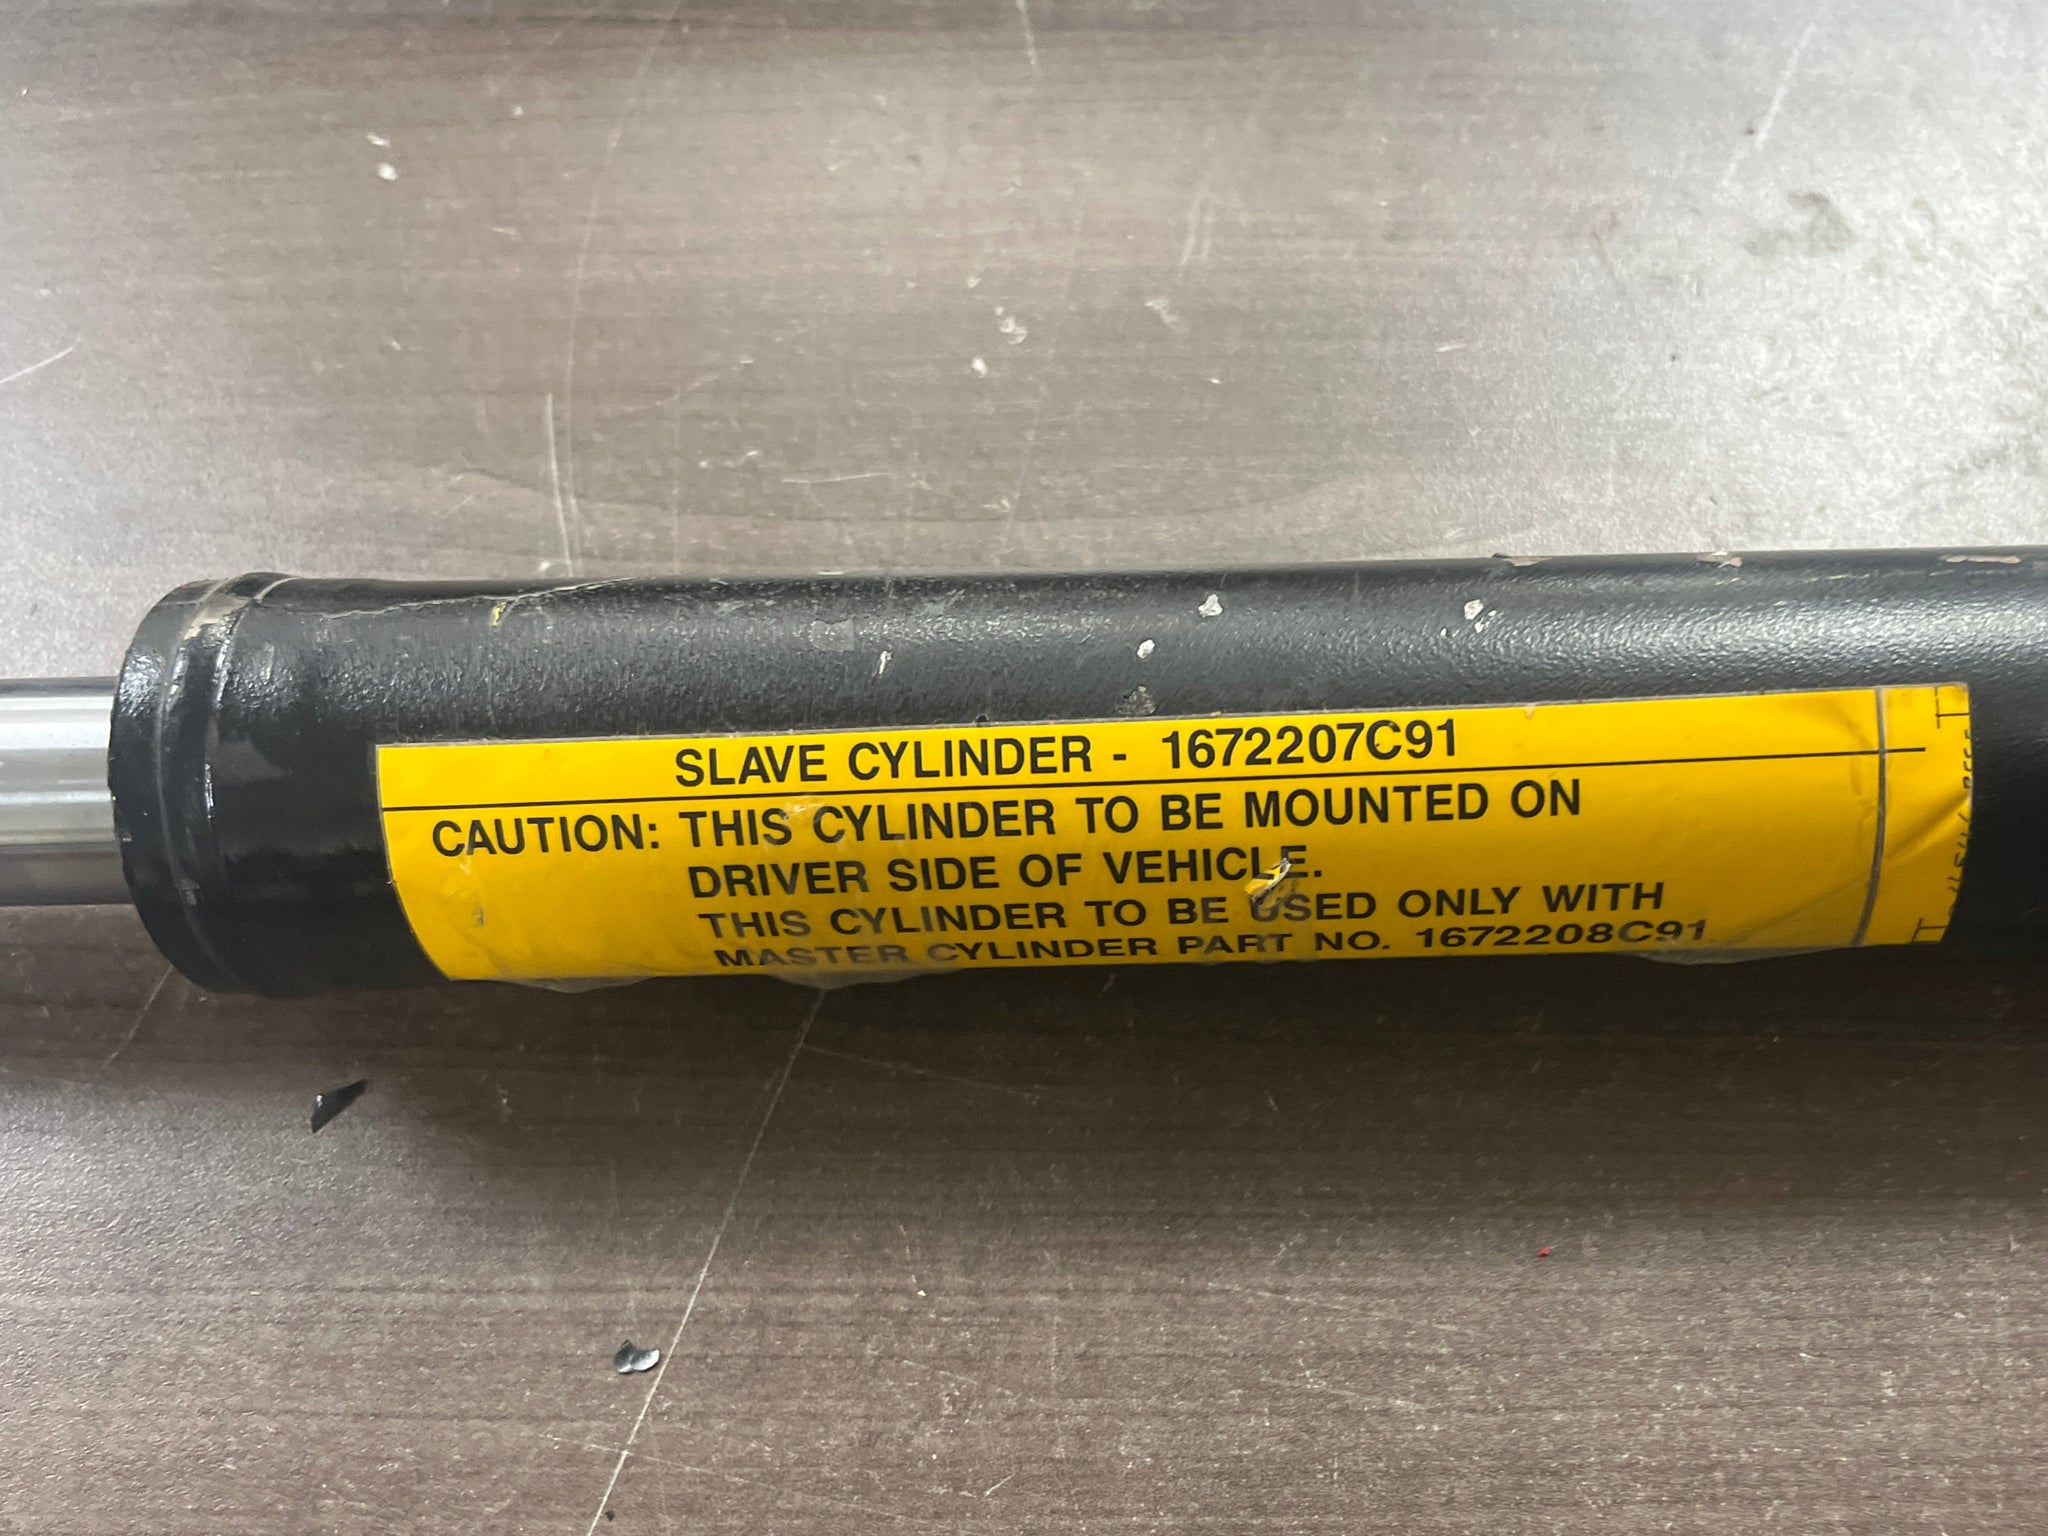 SLAVE CYLINDER - 1672207C91
CAUTION: THIS CYLINDER TO BE MOUNTED ON
DRIVER SIDE OF VEHICLE.
THIS CYLINDER TO BE USED ONLY WITH
MASTER CYLINDER PART NO. 1672208C91.